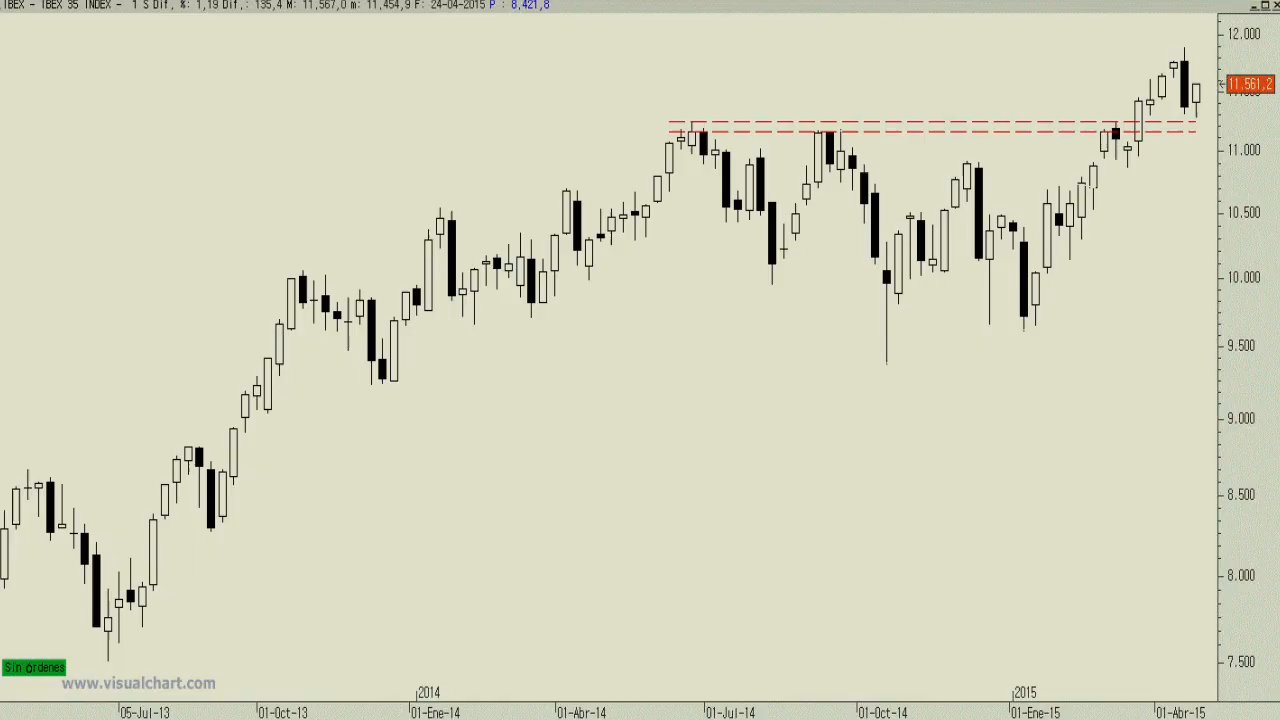 IBEX - IBEX 35 INDEX - 1 S Dif. %: 1,19 Dif,: 135,4 M: 11,567,0 m: 11,454,9 F: 24-04-2015 P : 8,421,8
12.000
11.561,2
11.000
10.500
10.000
9.500
9.000
8.500
8.000
7.500
Sin órdenes
www.visualchart.com
2014
2015
05-Jul-13
01-Oct-13
01-Ene-14
01-Abr-14
01-Jul-14
01-Oct-14
01-Ene-15
01-Abr-15